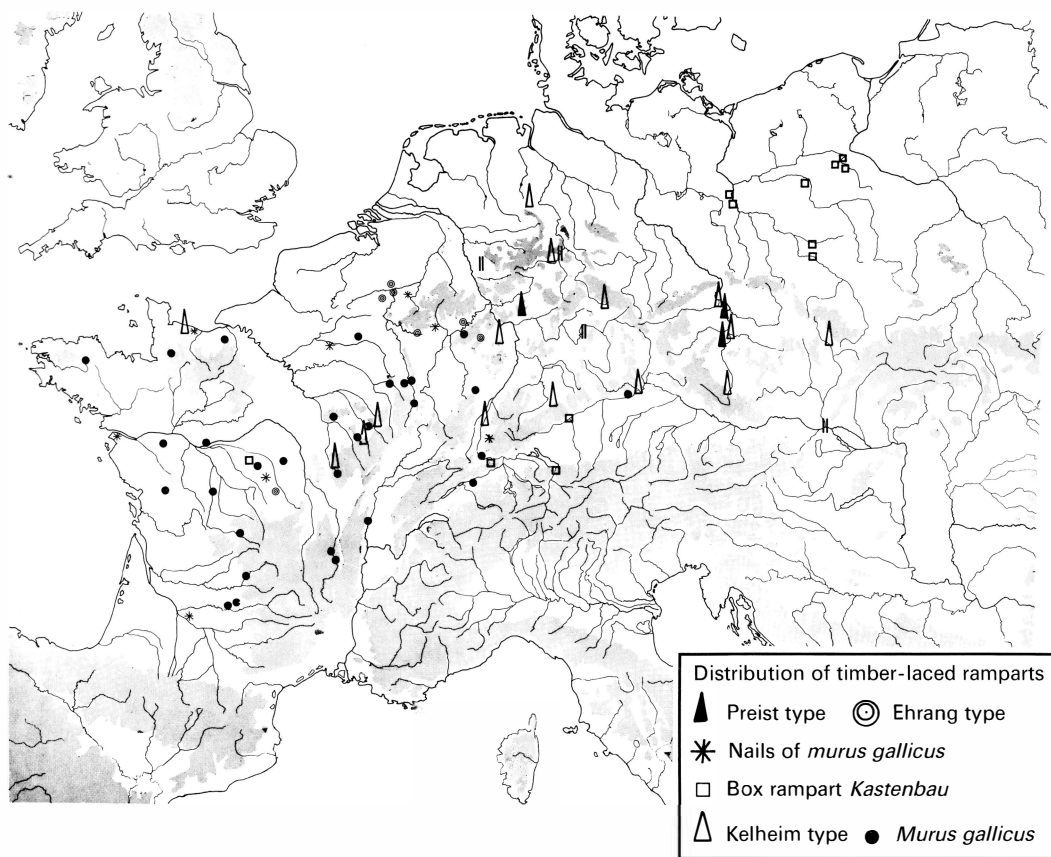 Distribution of timber-laced ramparts
Preist type Ehrang type
Nails of murus gallicus
Box rampart Kastenbau
Kelheim type Murus gallicus